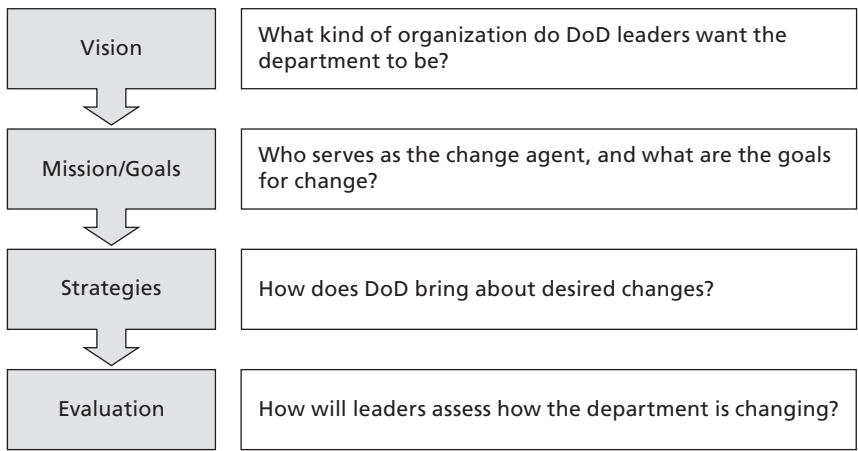 Vision
What kind of organization do DoD leaders want the
department to be?
Mission/Goals
Who serves as the change agent, and what are the goals
for change?
Strategies
How does DoD bring about desired changes?
Evaluation
How will leaders assess how the department is changing?